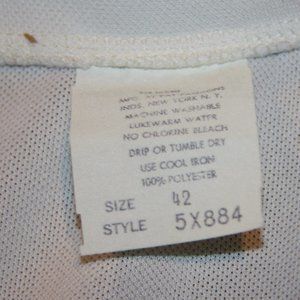 INDS. NEW YORK N. Y.
MACHINE WASHABLE
LUKEWARM WATER
NO CHLORINE BLEACH
DRIP OR TUMBLE DRY
USE COOL IRON
100% POLYESTER
SIZE 42
STYLE 5X884